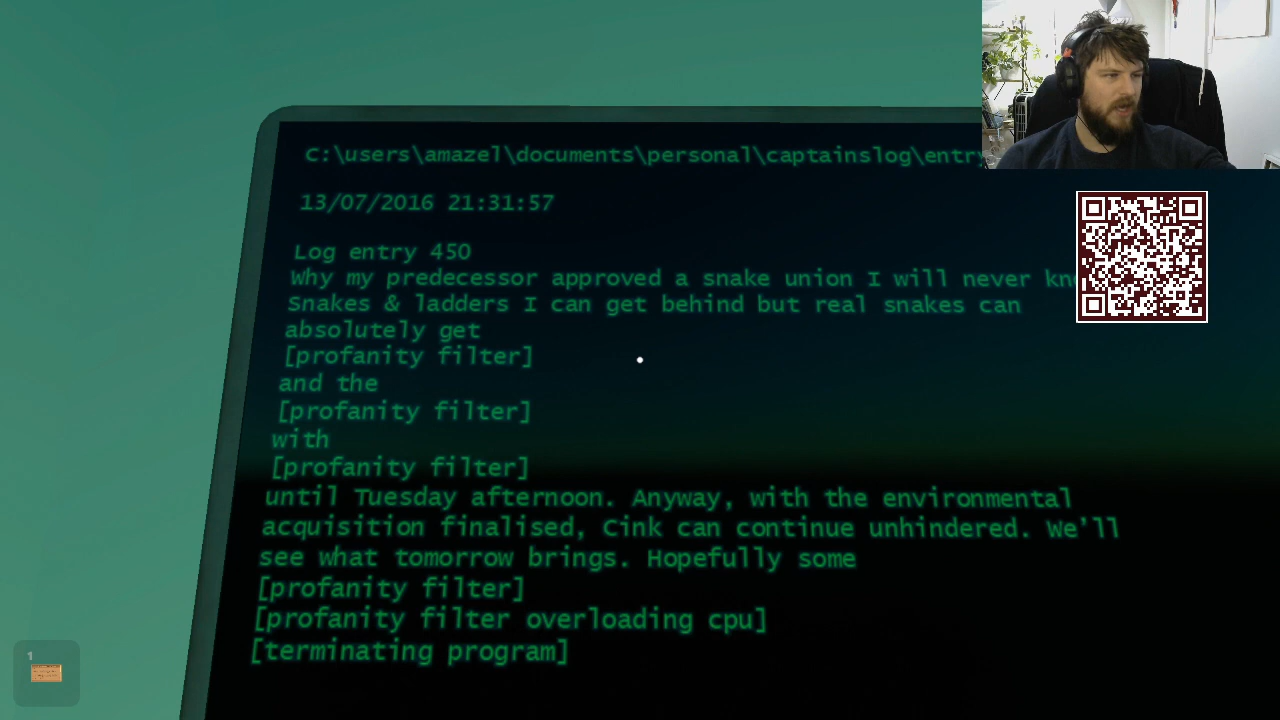 C:\users\amazel\documents\personal\captainslog\entry
13/07/2016 21:31:57
Log entry 450
Why my predecessor approved a snake union I will never
Snakes & ladders I can get behind but real snakes can
absolutely get
[profanity filter]
and the
[profanity filter]
with
[profanity filter]
until Tuesday afternoon. Anyway, with the environmental
acquisition finalised, Cink can continue unhindered. We'll
see what tomorrow brings. Hopefully some
[profanity filter]
[profanity filter overloading cpu]
[terminating program]
1